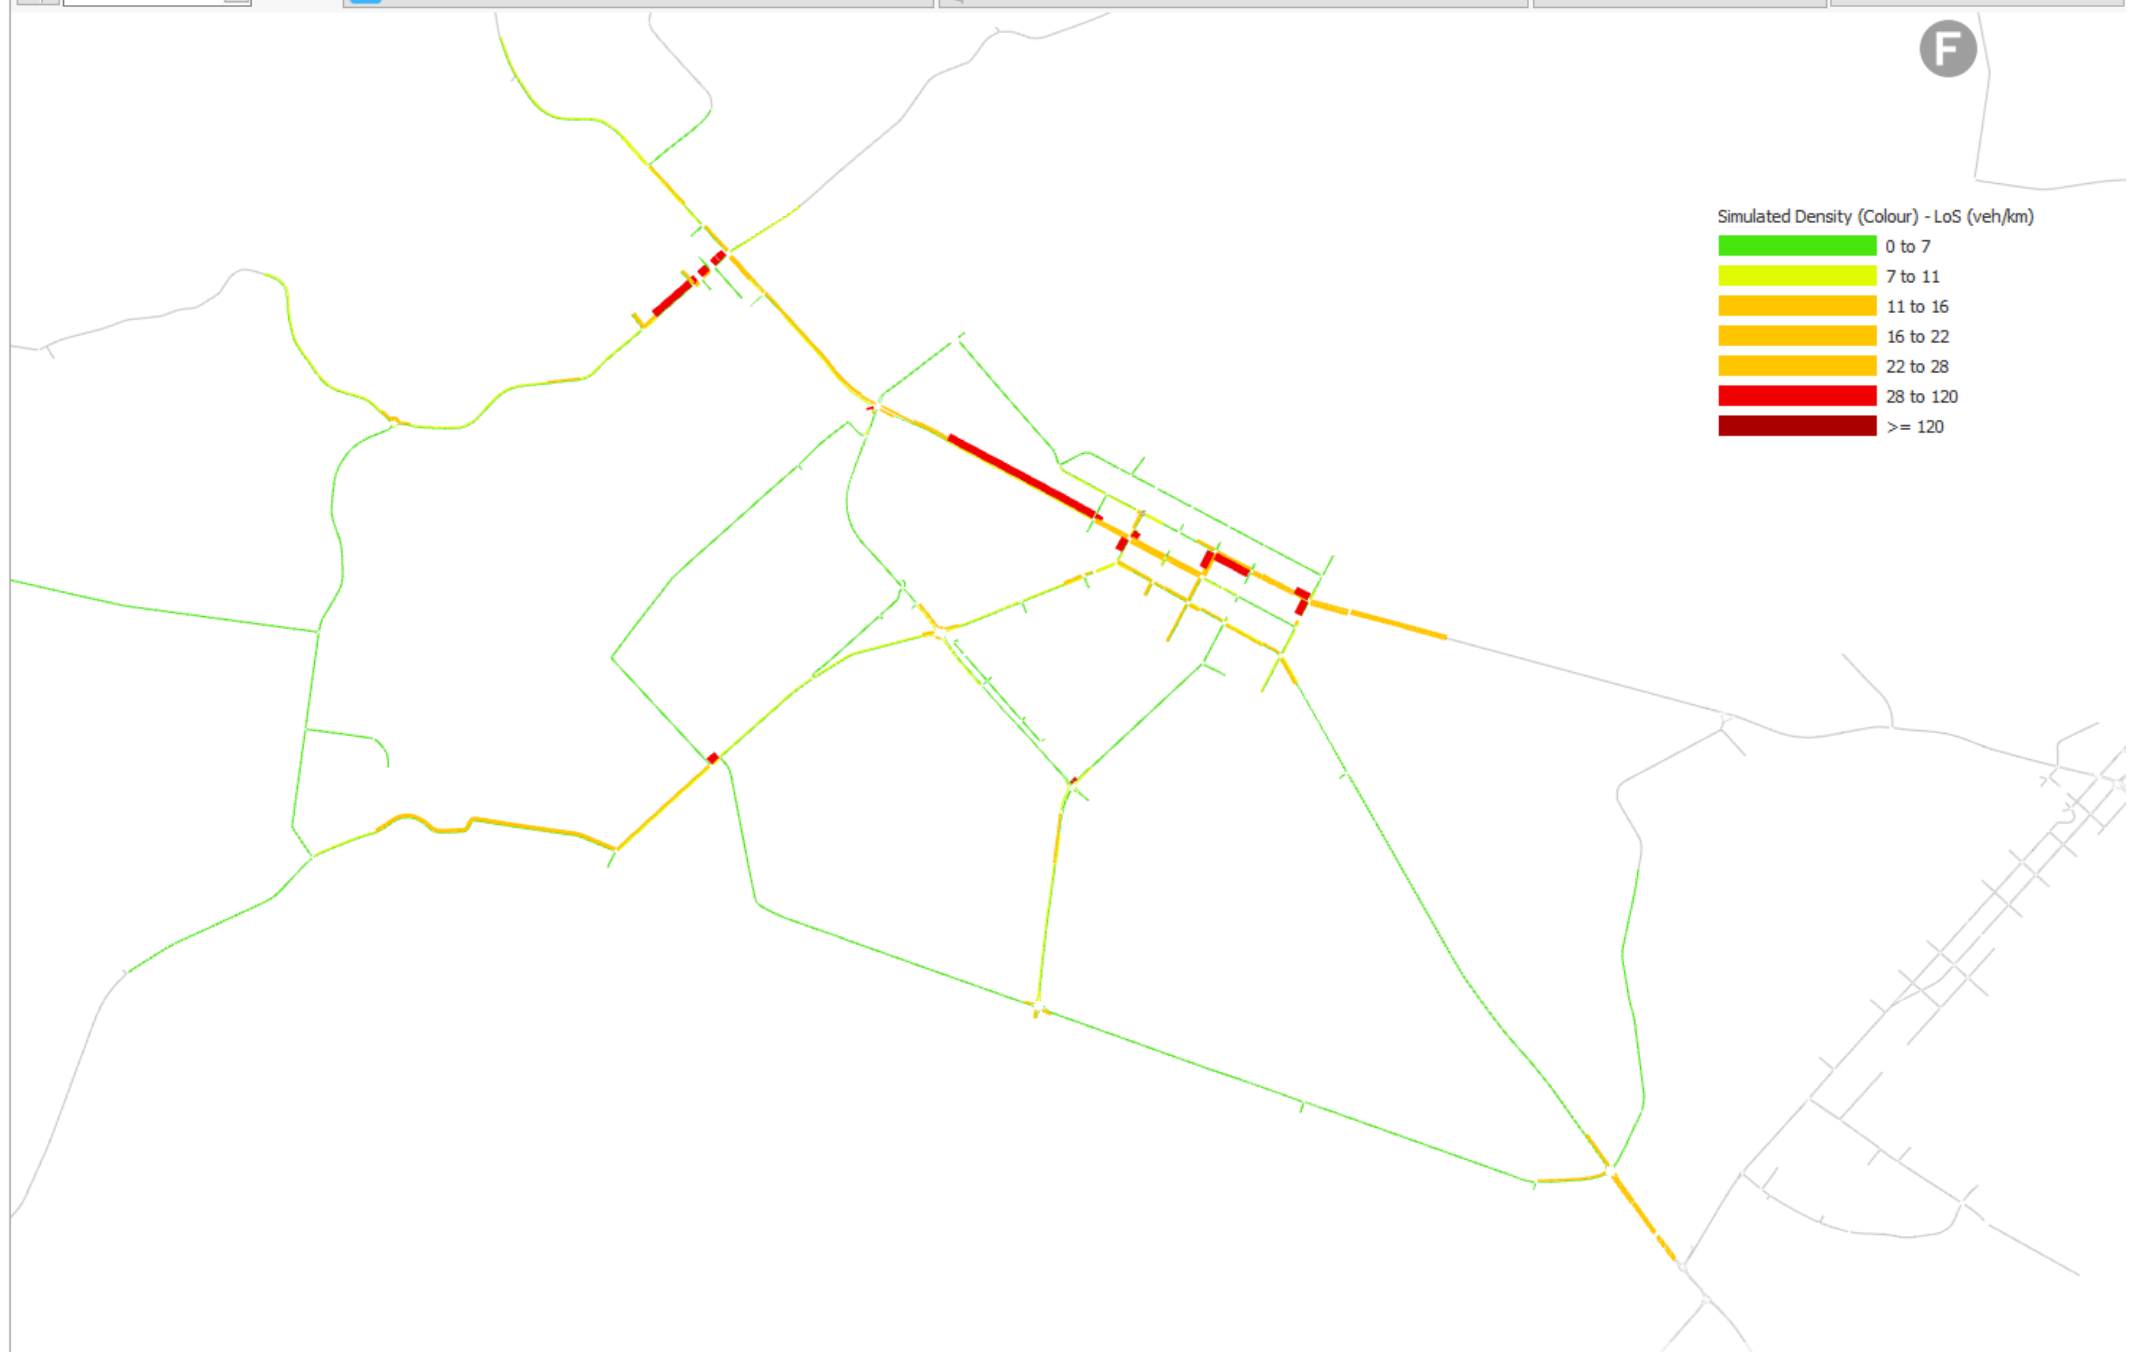 F
Simulated Density (Colour) - LoS (veh/km)
0 to 7
7 to 11
11 to 16
16 to 22
22 to 28
28 to 120
>= 120